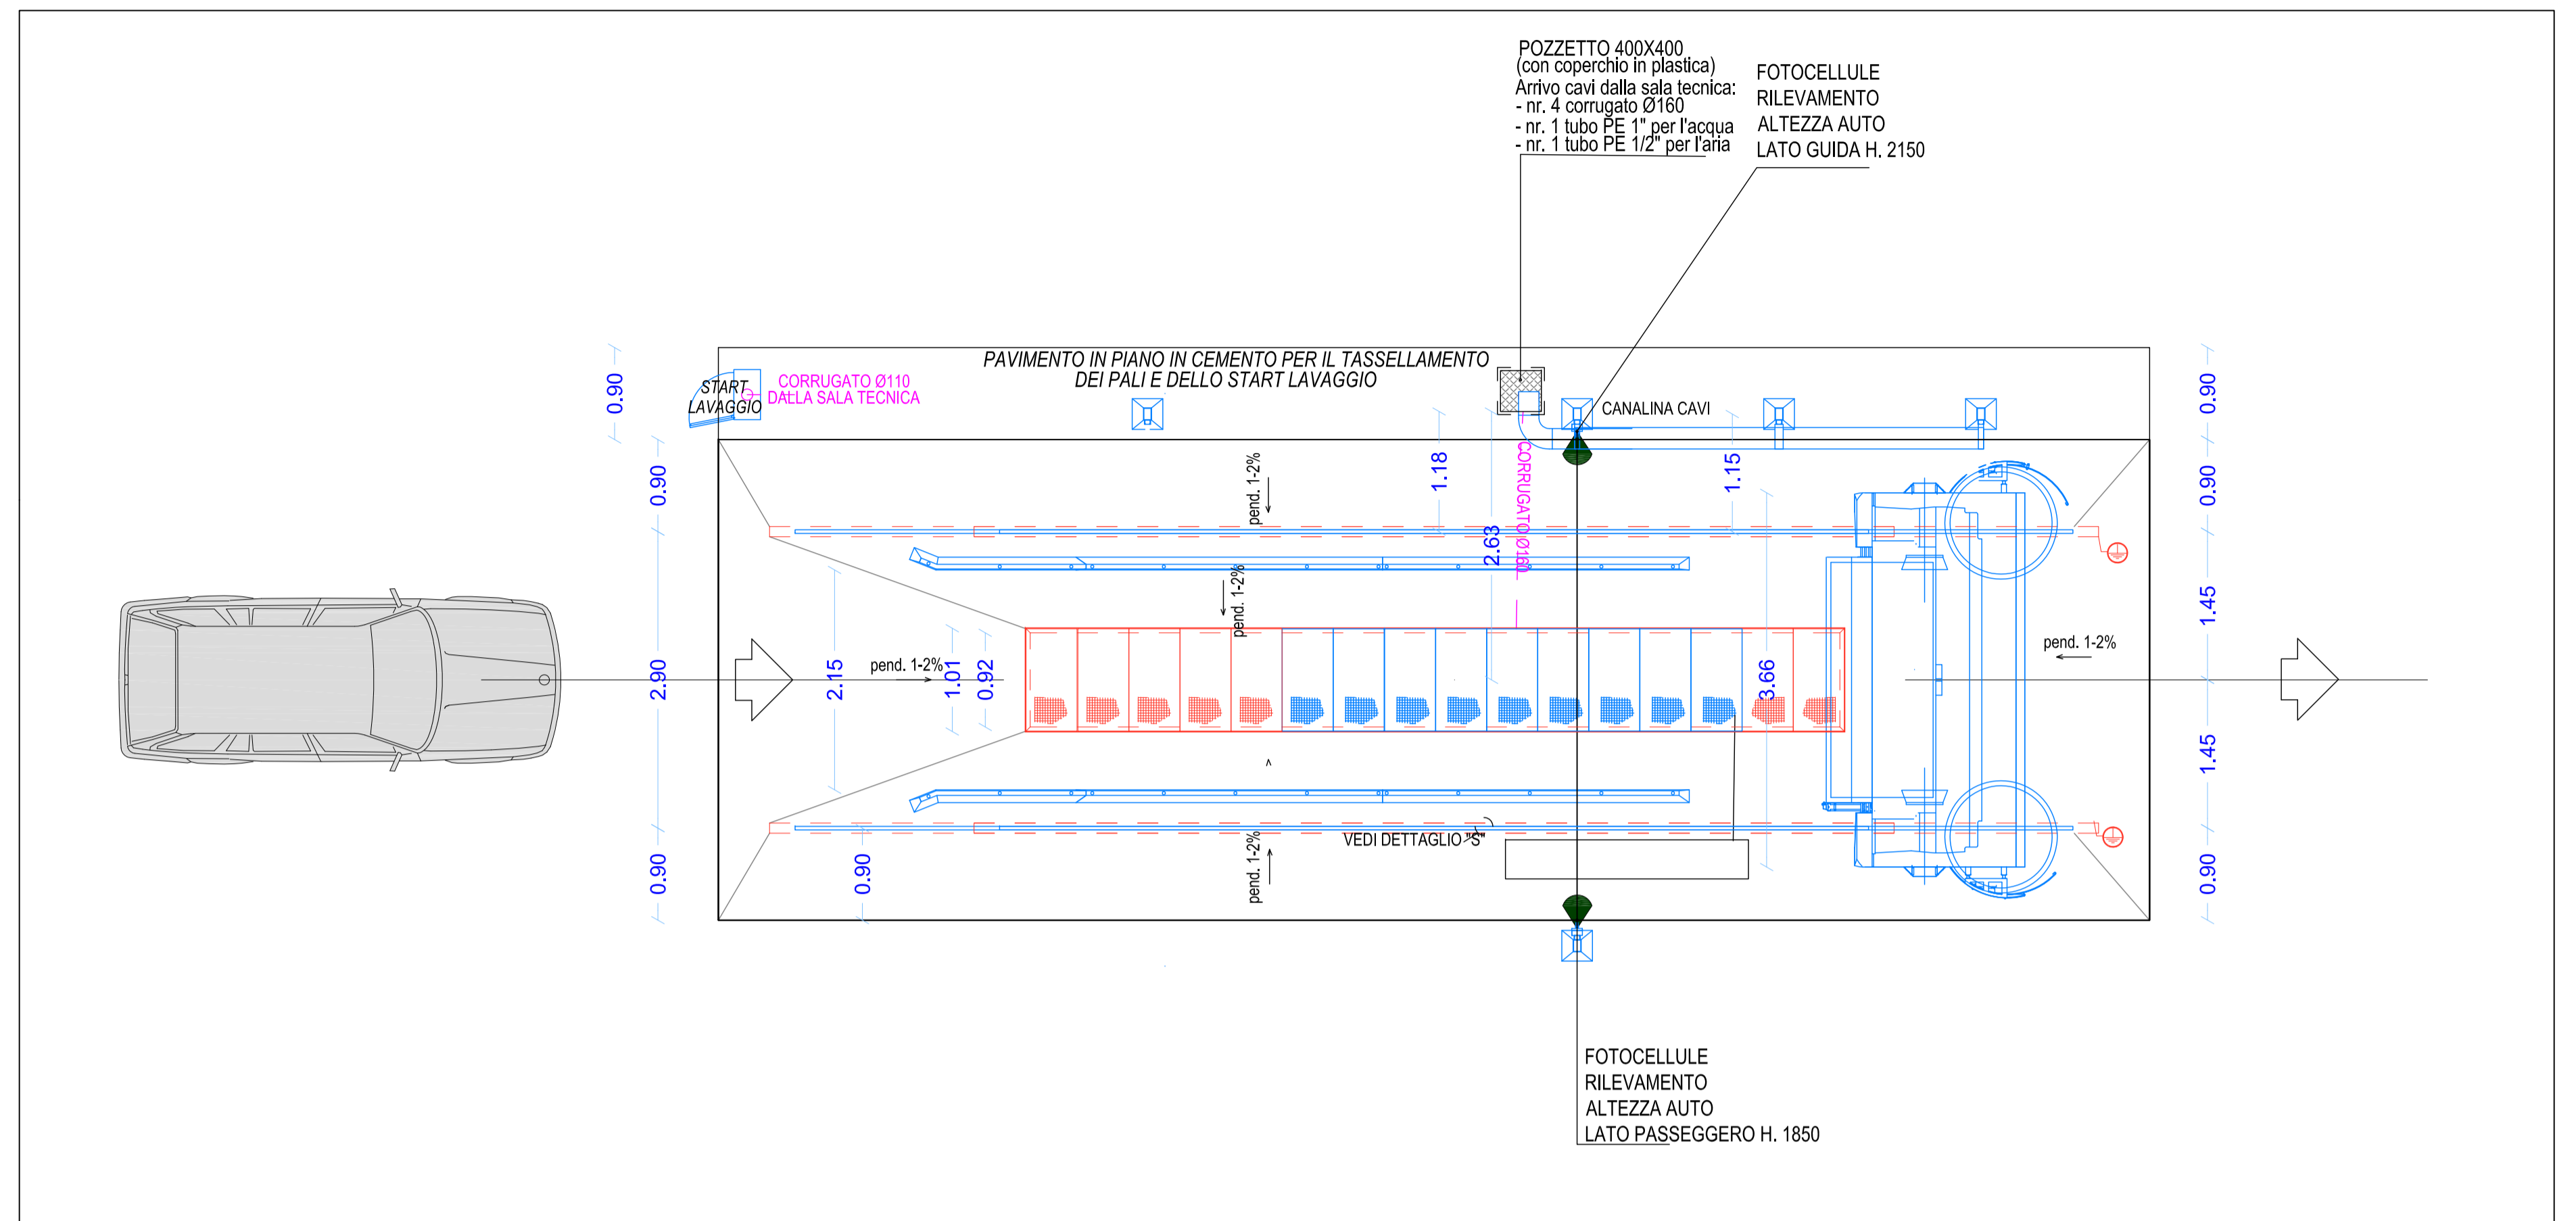 POZZETTO 400X400
(con coperchio in plastica)
Arrivo cavi dalla sala tecnica:
- nr. 4 corrugato Ø160
- nr. 1 tubo PE 1" per l'acqua
- nr. 1 tubo PE 1/2" per l'aria
FOTOCELLULE
RILEVAMENTO
ALTEZZA AUTO
LATO GUIDA H. 2150
PAVIMENTO IN PIANO IN CEMENTO PER IL TASSELLAMENTO
DEI PALI E DELLO START LAVAGGIO
START
LAVAGGIO
CORRUGATO Ø110
DALLA SALA TECNICA
CANALINA CAVI
0.90
0.90
2.90
0.90
2.15
0.90
pend. 1-2%
1.01
0.92
pend. 1-2%
pend. 1-2%
pend. 1-2%
1.18
2.63
CORRUGATO Ø160
1.15
3.66
VEDI DETTAGLIO "S"
pend. 1-2%
0.90
0.90
1.45
1.45
0.90
FOTOCELLULE
RILEVAMENTO
ALTEZZA AUTO
LATO PASSEGGERO H. 1850